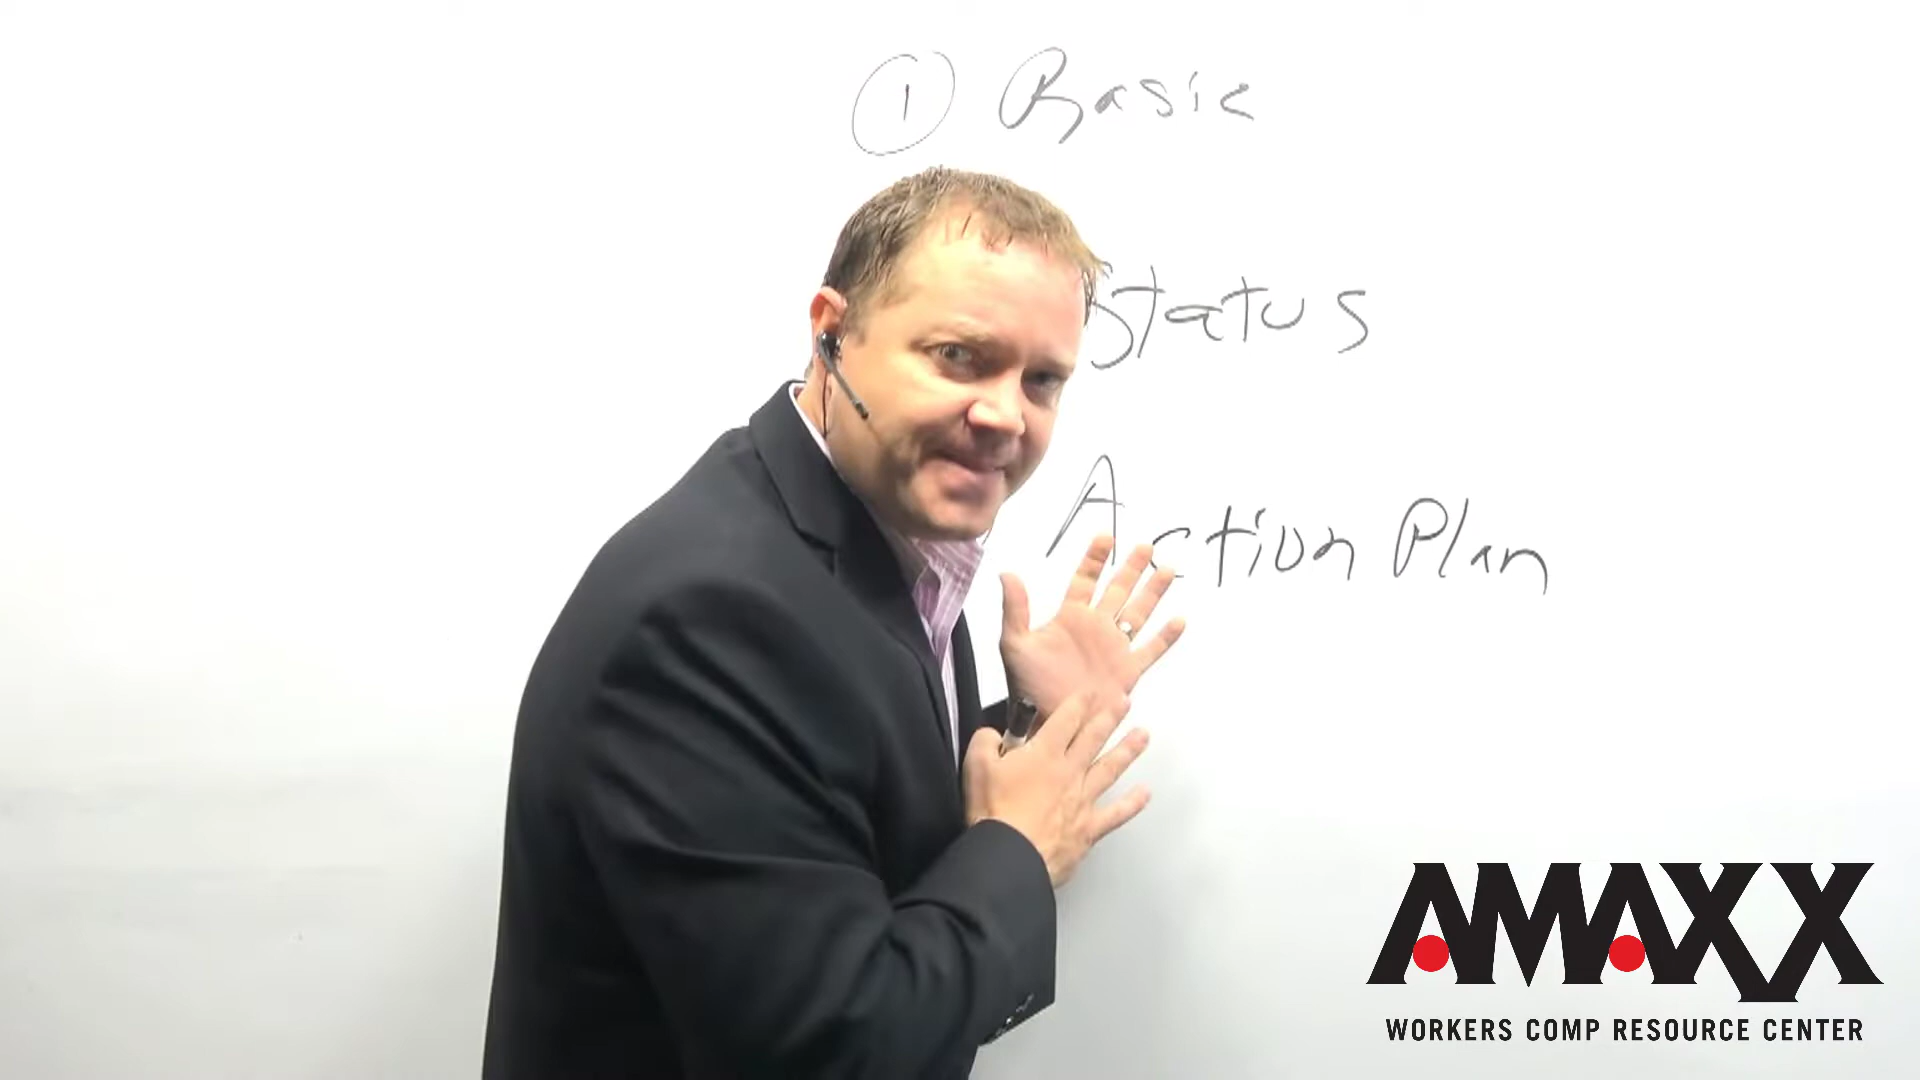 1 Basic
Status
Action Plan
AMAXX
WORKERS COMP RESOURCE CENTER